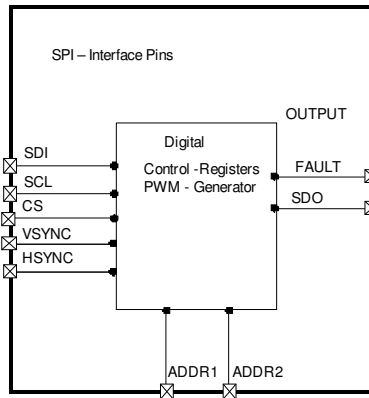 SPI – Interface Pins
OUTPUT
Digital
Control -Registers
PWM - Generator
SDI
SCL
CS
VSYNC
HSYNC
FAULT
SDO
ADDR1
ADDR2